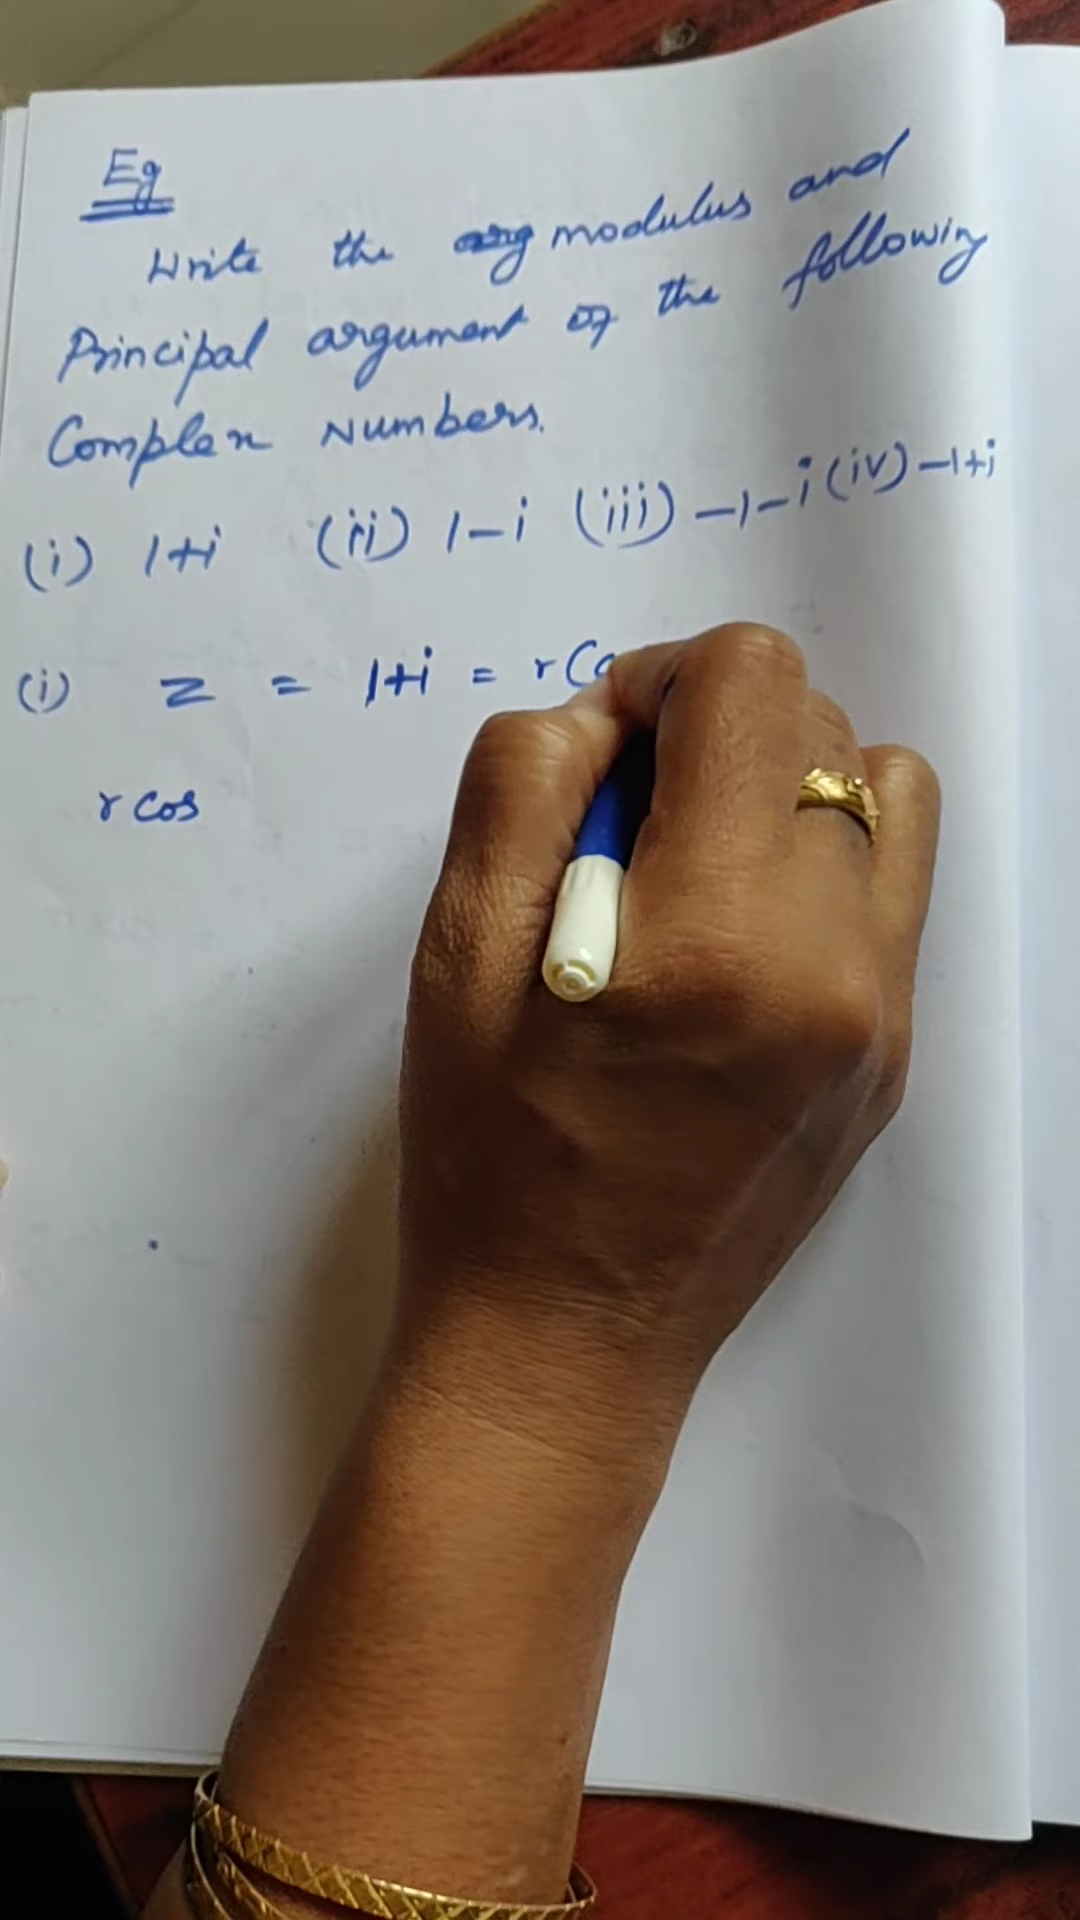 Eg
Write the modulus and
Principal argument of the following
Complex Numbers.
(i) 1+i (ii) 1-i (iii) -1-i (iv) -1+i
(i) z = 1+i = r(Co
r cos